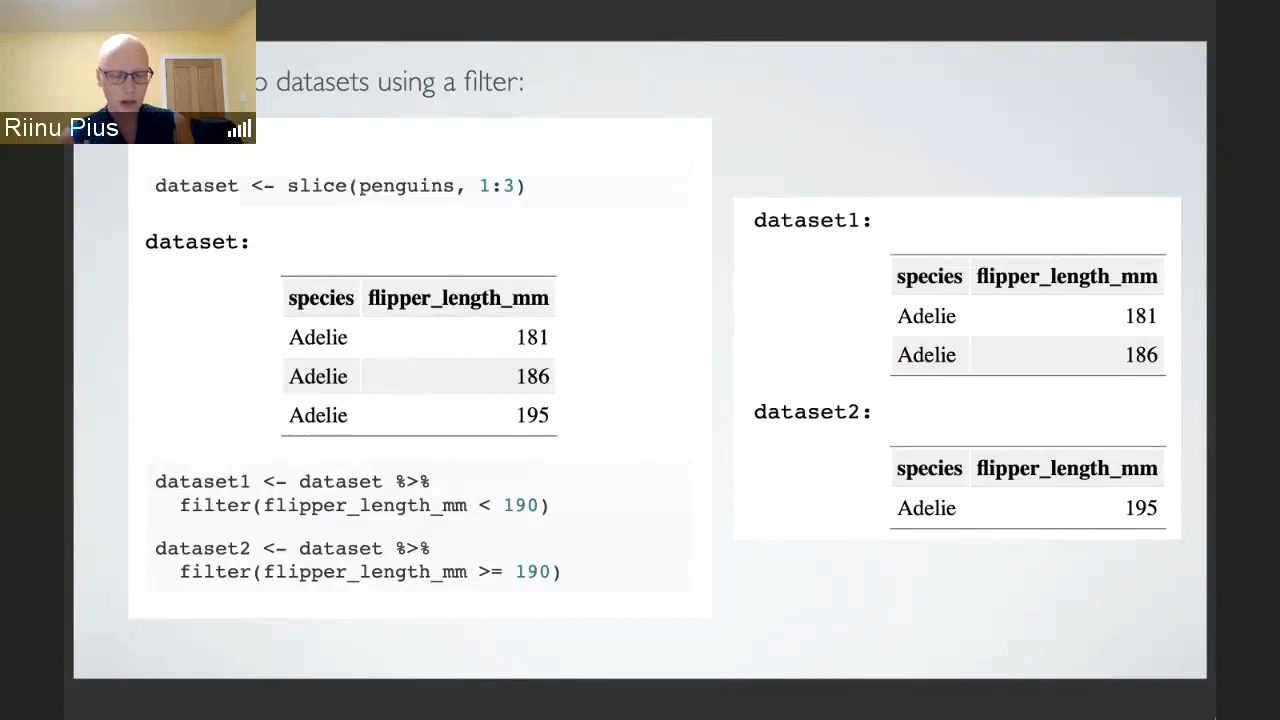 Riinu Pius
datasets using a filter:
dataset <- slice(penguins, 1:3)
dataset:
species flipper_length_mm
Adelie 181
Adelie 186
Adelie 195
dataset1 <- dataset %>%
filter(flipper_length_mm < 190)
dataset2 <- dataset %>%
filter(flipper_length_mm >= 190)
dataset1:
species flipper_length_mm
Adelie 181
Adelie 186
dataset2:
species flipper_length_mm
Adelie 195